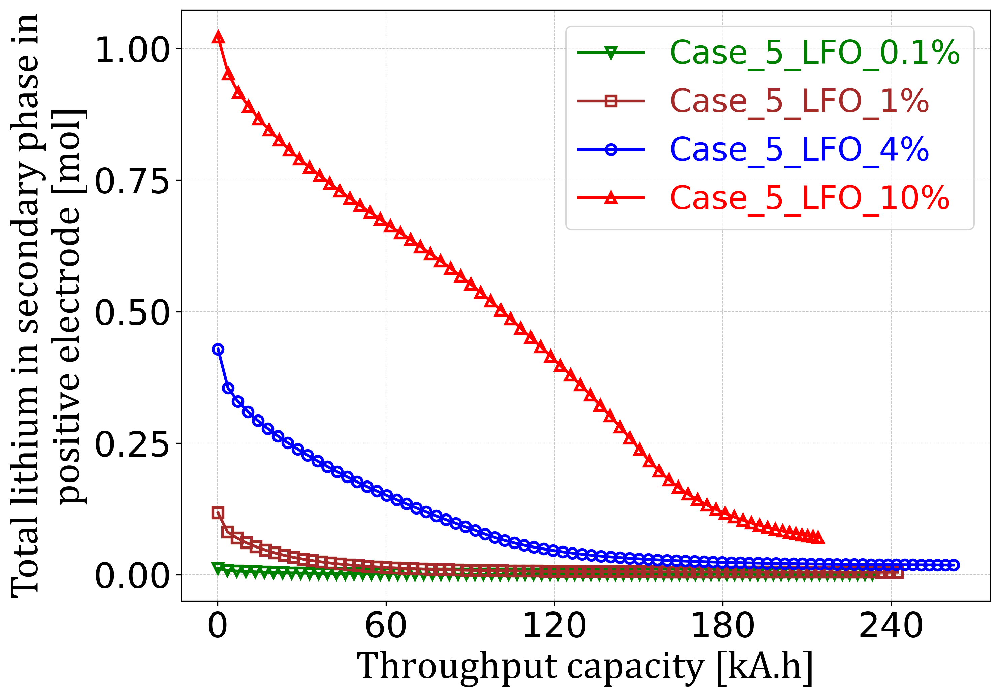 Total lithium in secondary phase in
positive electrode [mol]
1.00
0.75
0.50
0.25
0.00
Case_5_LFO_0.1%
Case_5_LFO_1%
Case_5_LFO_4%
Case_5_LFO_10%
0 60 120 180 240
Throughput capacity [kA.h]